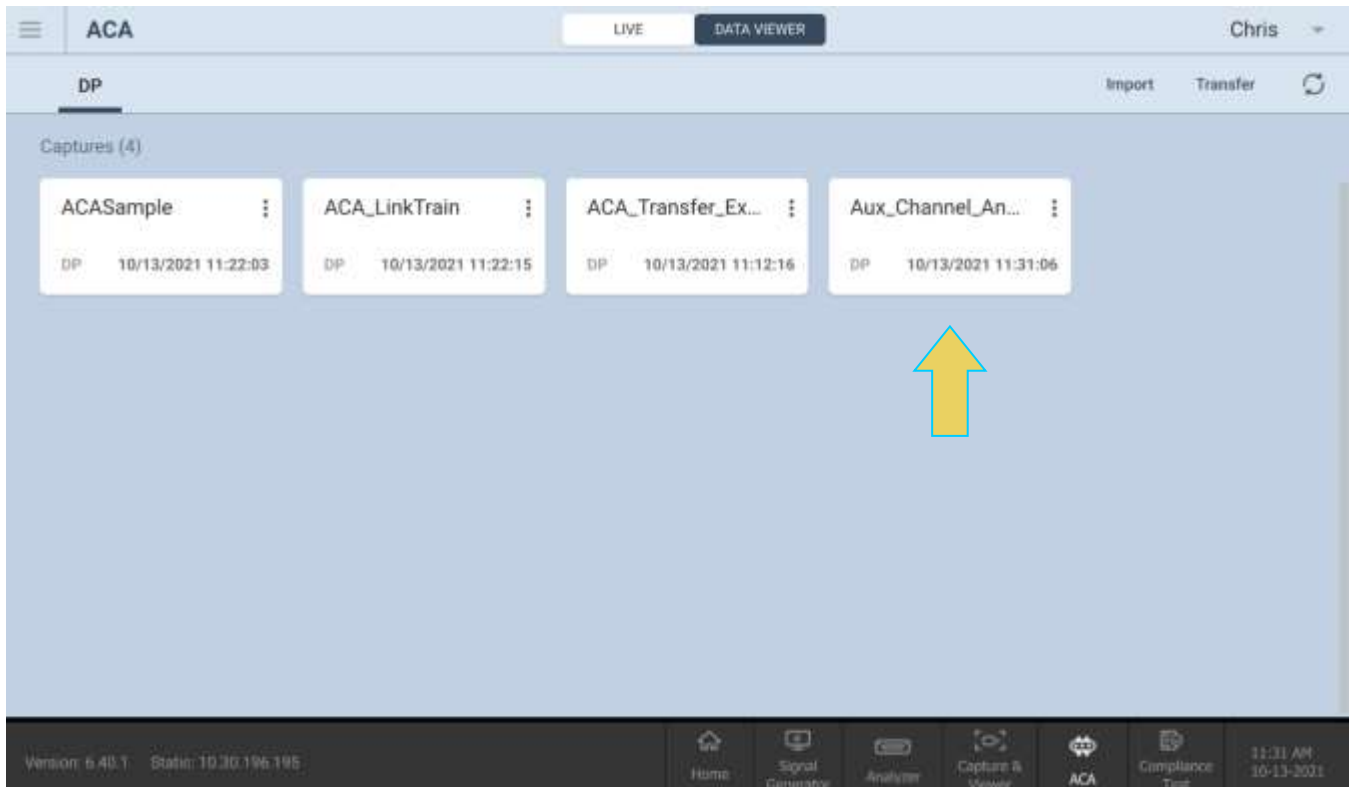 ACA LIVE DATA VIEWER Chris
DP Import Transfer
Captures (4)
ACASample ACA_LinkTrain ACA_Transfer_Ex... Aux_Channel_An...
DP 10/13/2021 11:22:03 DP 10/13/2021 11:22:15 DP 10/13/2021 11:12:16 DP 10/13/2021 11:31:06
Version: 6.40.1 Static: 10.30.196.195
Home
Signal
Generator
Analyzer
Capture &
Viewer
ACA
Compliance
Test
11:31 AM
10-13-2021